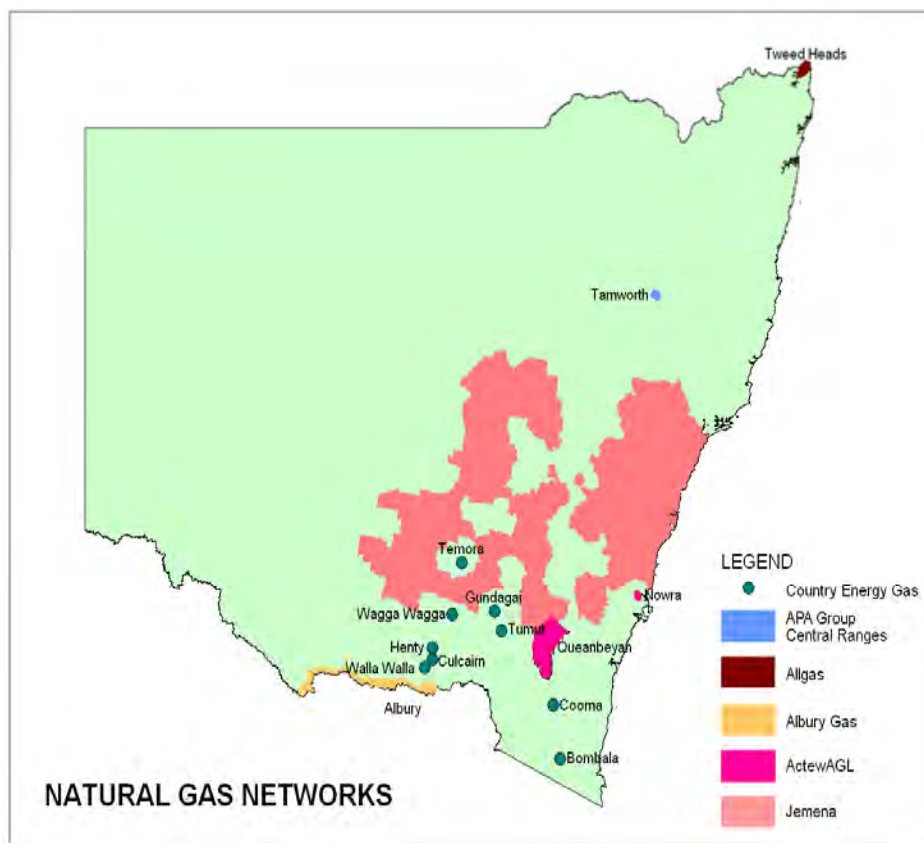 Tweed Heads
Tamworth
Temora
Gundagai
Wagga Wagga
Tumut
Nowra
Queanbeyan
Henty
Culcairn
Walla Walla
Albury
Cooma
Bombala
LEGEND
Country Energy Gas
APA Group
Central Ranges
Allgas
Albury Gas
ActewAGL
Jemena
NATURAL GAS NETWORKS